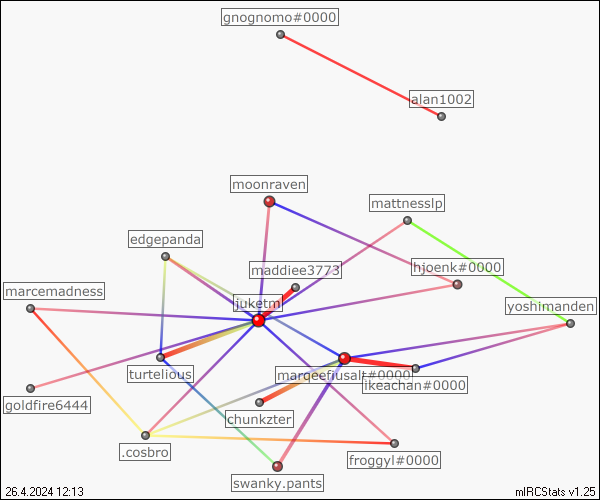 gnognomo#0000
alan1002
moonraven
mattnesslp
edgepanda
maddiee3773
hjoenk#0000
marcemadness
juketm
yoshimanden
turtelious
marqeefiusalt#0000
ikeachan#0000
goldfire6444
chunkzter
.cosbro
froggyl#0000
swanky.pants
26.4.2024 12:13
mIRCStats v1.25